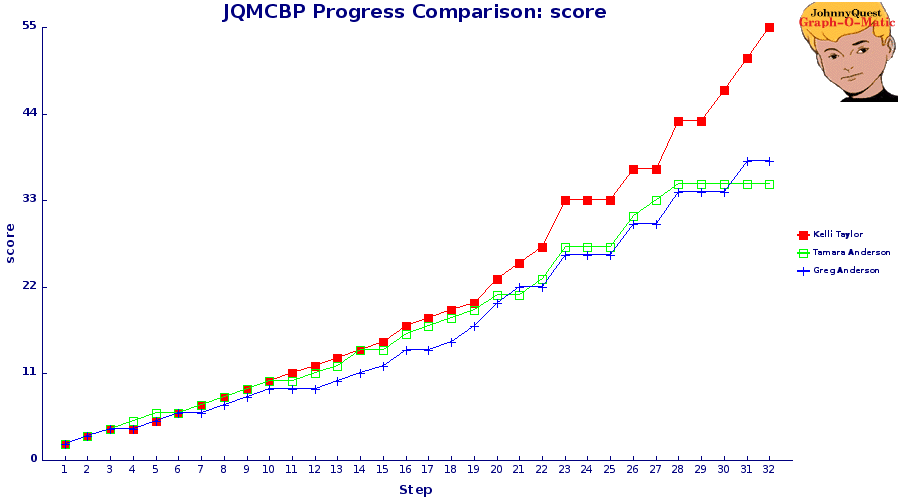 JQMCBP Progress Comparison: score
JohnnyQuest
Graph-O-Matic
55
44
33
22
11
0
score
1 2 3 4 5 6 7 8 9 10 11 12 13 14 15 16 17 18 19 20 21 22 23 24 25 26 27 28 29 30 31 32
Step
Kelli Taylor
Tamara Anderson
Greg Anderson